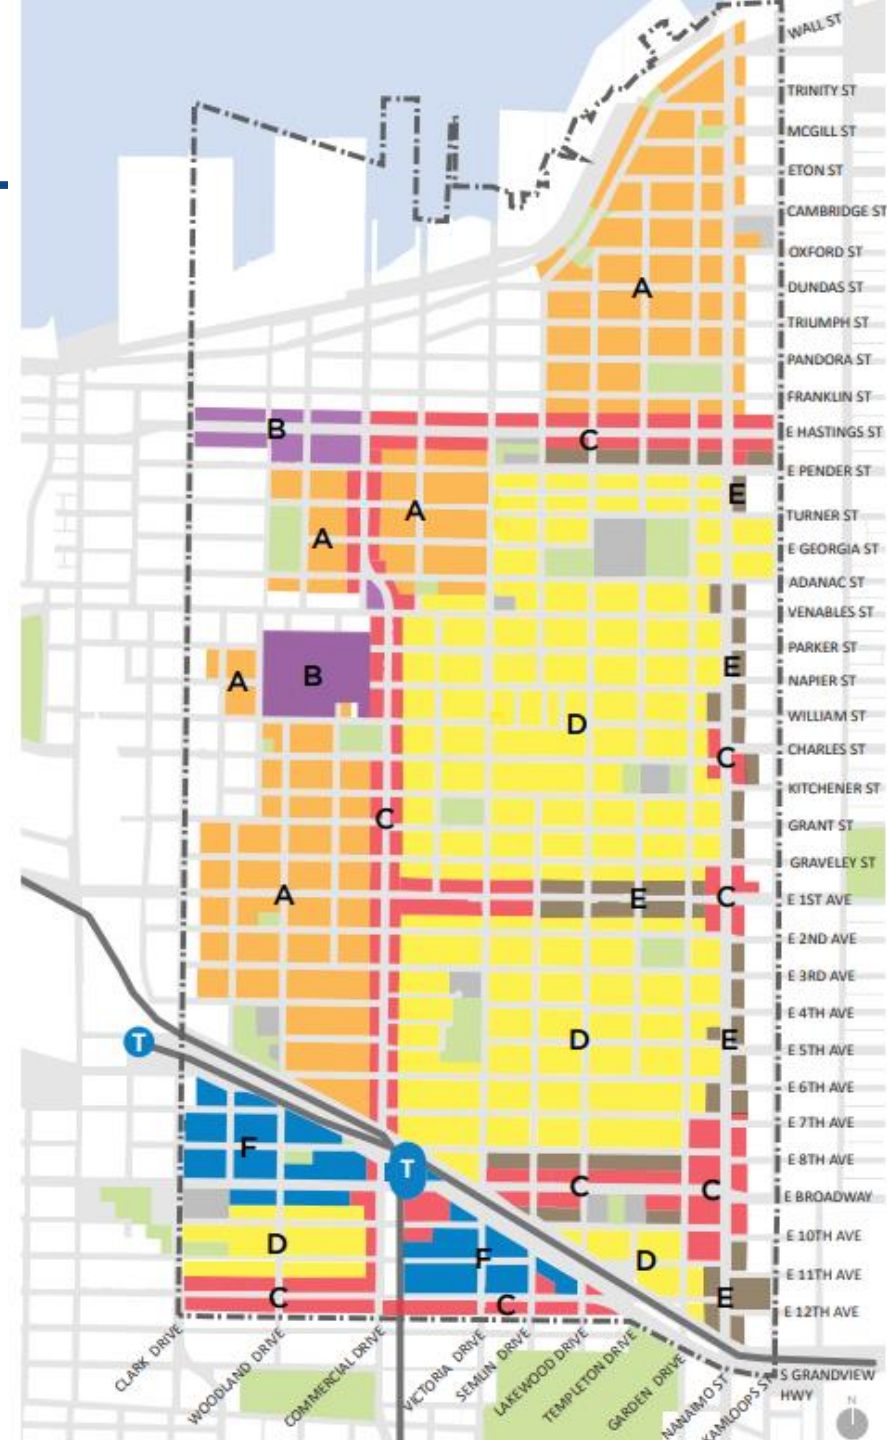 WALL ST
TRINITY ST
MCGILL ST
ETON ST
CAMBRIDGE ST
OXFORD ST
A
DUNDAS ST
TRIUMPH ST
PANDORA ST
FRANKLIN ST
B
C
E HASTINGS ST
E PENDER ST
E
A
A
TURNER ST
E GEORGIA ST
ADANAC ST
VENABLES ST
PARKER ST
E
A
B
NAPIER ST
WILLIAM ST
D
CHARLES ST
C
KITCHENER ST
C
GRANT ST
GRAVELEY ST
A
E
C
E 1ST AVE
E 2ND AVE
E 3RD AVE
E 4TH AVE
T
D
E
E 5TH AVE
E 6TH AVE
E 7TH AVE
F
T
E 8TH AVE
C
C
E BROADWAY
E 10TH AVE
D
F
D
E 11TH AVE
C
C
E
E 12TH AVE
CLARK DRIVE
WOODLAND DRIVE
COMMERCIAL DRIVE
VICTORIA DRIVE
SEMLIN DRIVE
LAKEWOOD DRIVE
TEMPLETON DRIVE
GARDEN DRIVE
NANAIMO ST
KAMLOOPS ST
S GRANDVIEW
HWY
N